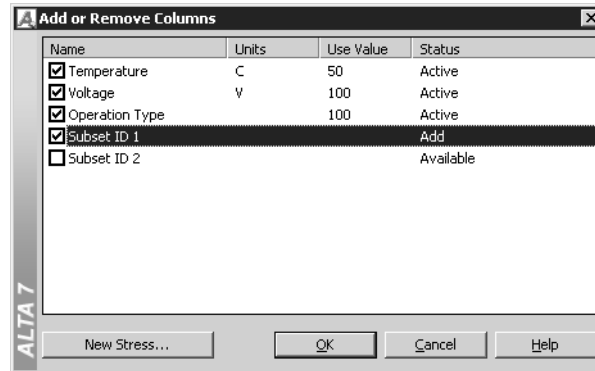 Add or Remove Columns
Name Units Use Value Status
Temperature C 50 Active
Voltage V 100 Active
Operation Type 100 Active
Subset ID 1 Add
Subset ID 2 Available
ALTA 7
New Stress... OK Cancel Help